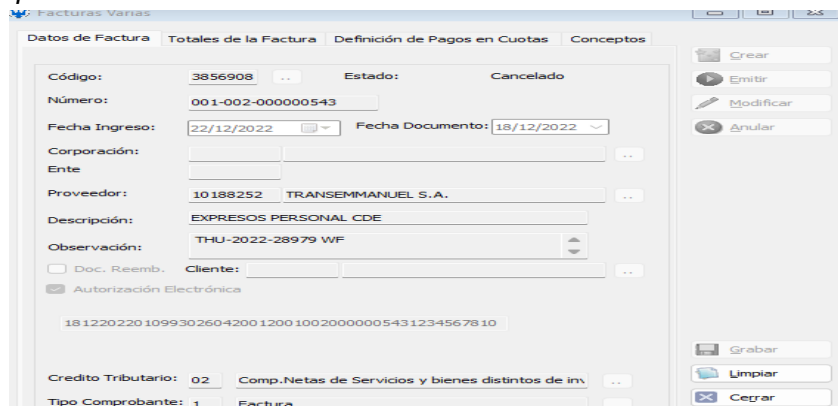 Facturas Varias
Datos de Factura Totales de la Factura Definición de Pagos en Cuotas Conceptos
Crear
Código: 3856908 .. Estado: Cancelado
Emitir
Número: 001-002-000000543
Modificar
Fecha Ingreso: 22/12/2022 Fecha Documento: 18/12/2022
Anular
Corporación: ..
Ente
Proveedor: 10188252 TRANSEMMANUEL S.A. ..
Descripción: EXPRESOS PERSONAL CDE
Observación: THU-2022-28979 WF
Doc. Reemb. Cliente: ..
Autorización Electrónica
1812202201099302604200120010020000005431234567810
Grabar
Credito Tributario: 02 Comp.Netas de Servicios y bienes distintos de inv ..
Limpiar
Tipo Comprobante: 1 Factura
Cerrar